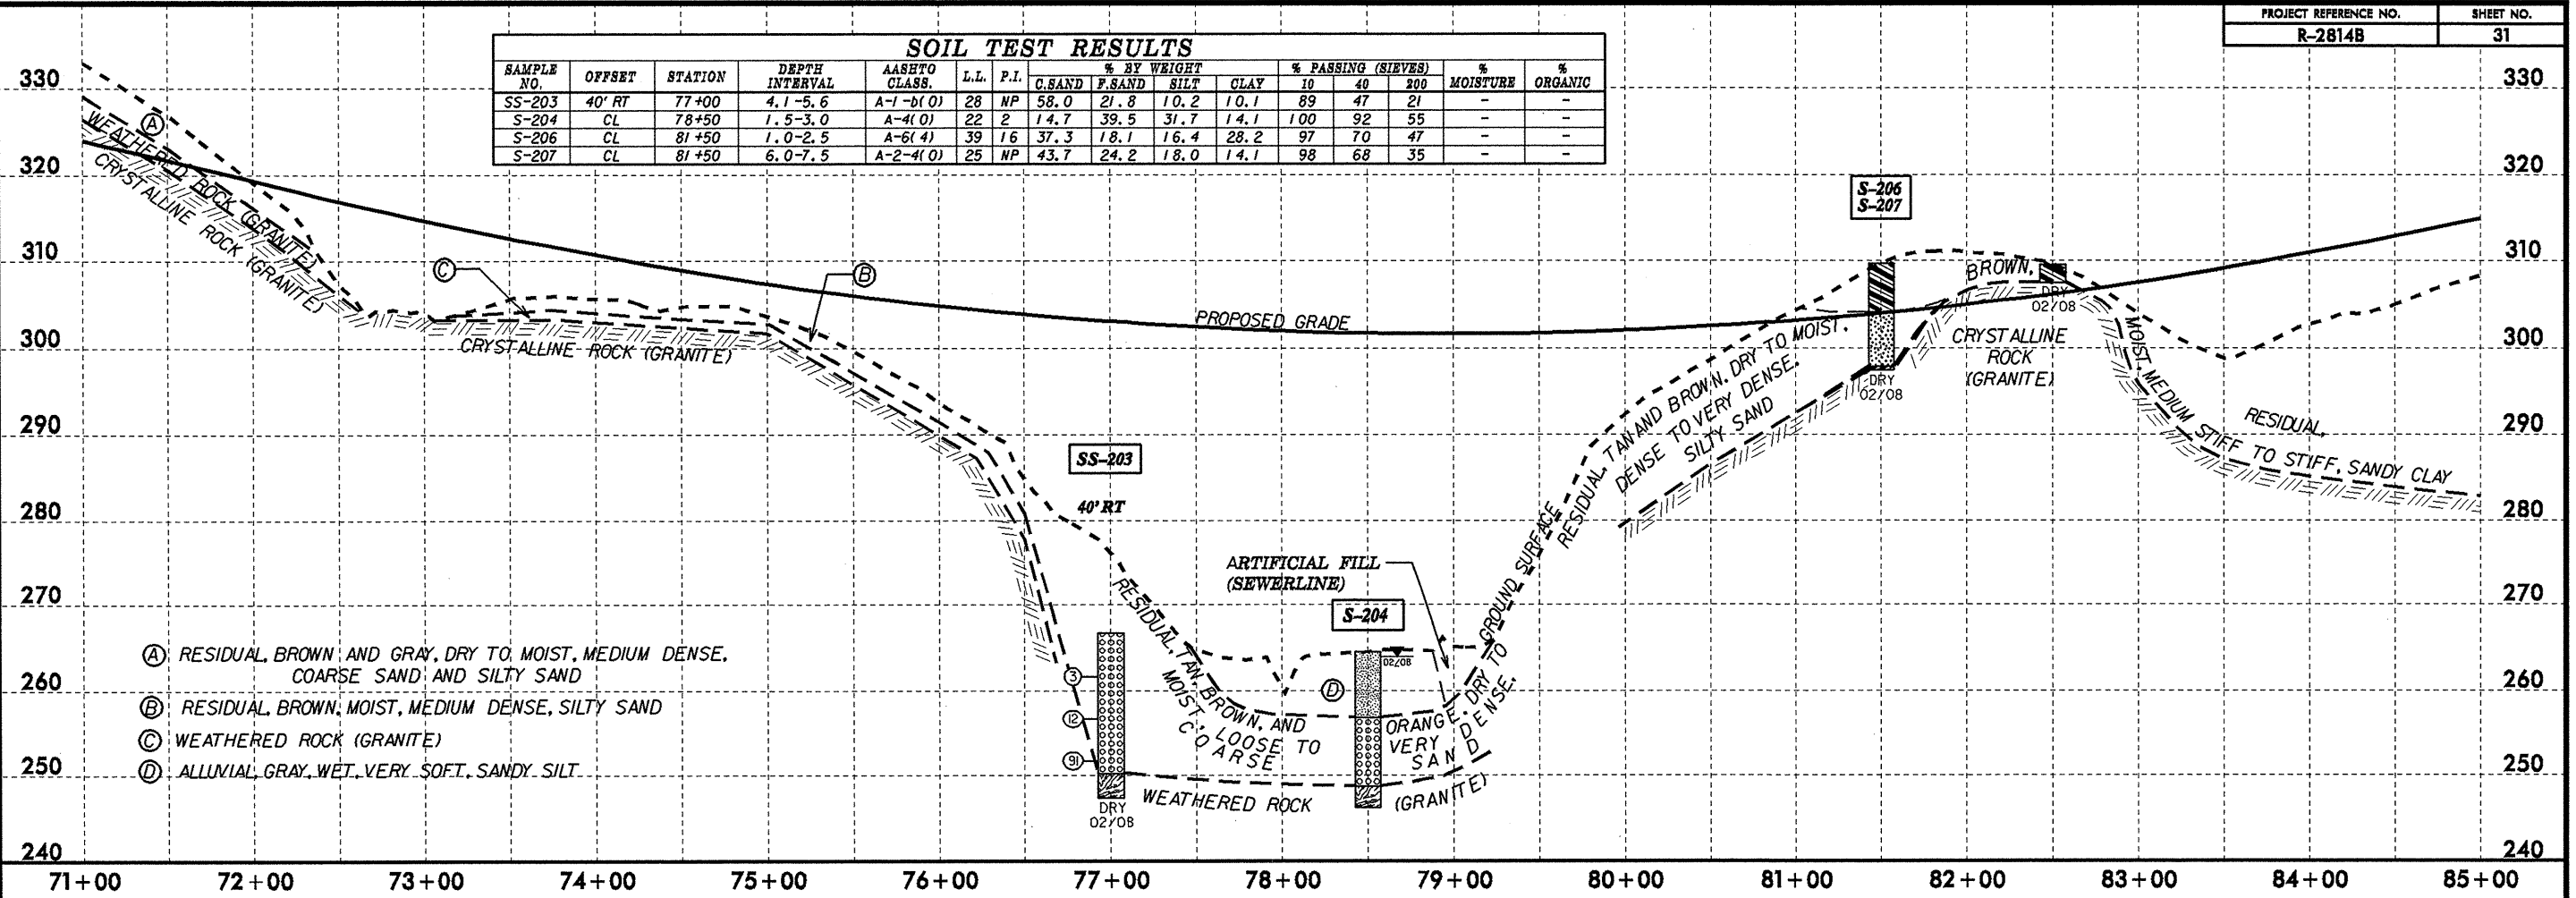 PROJECT REFERENCE NO. SHEET NO.
R-2814B 31
SOIL TEST RESULTS
SAMPLE NO. OFFSET STATION DEPTH INTERVAL AASHTO CLASS. L.L. P.I. % BY WEIGHT % PASSING (SIEVES) % MOISTURE % ORGANIC
C.SAND F.SAND SILT CLAY 10 40 200
SS-203 40' RT 77+00 4.1-5.6 A-1-b(0) 28 NP 58.0 21.8 10.2 10.1 89 47 21 - -
S-204 CL 78+50 1.5-3.0 A-4(0) 22 2 14.7 39.5 31.7 14.1 100 92 55 - -
S-206 CL 81+50 1.0-2.5 A-6(4) 39 16 37.3 18.1 16.4 28.2 97 70 47 - -
S-207 CL 81+50 6.0-7.5 A-2-4(0) 25 NP 43.7 24.2 18.0 14.1 98 68 35 - -
330 330
320 320
310 310
300 300
290 290
280 280
270 270
260 260
250 250
240 240
A
WEATHERED ROCK (GRANITE)
CRYSTALLINE ROCK (GRANITE)
C
B
CRYSTALLINE ROCK (GRANITE)
PROPOSED GRADE
S-206
S-207
BROWN,
DRY
02/08
DRY
02/08
CRYSTALLINE
ROCK
(GRANITE)
MOIST, MEDIUM STIFF TO STIFF, SANDY CLAY
RESIDUAL,
RESIDUAL, TAN AND BROWN, DRY TO MOIST,
DENSE TO VERY DENSE,
SILTY SAND
GROUND SURFACE
SS-203
40' RT
ARTIFICIAL FILL
(SEWERLINE)
S-204
02/08
D
3
12
91
DRY
02/08
RESIDUAL, TAN, BROWN, AND ORANGE, DRY TO
MOIST, LOOSE TO VERY DENSE,
COARSE SAND
WEATHERED ROCK (GRANITE)
A RESIDUAL, BROWN AND GRAY, DRY TO MOIST, MEDIUM DENSE,
COARSE SAND AND SILTY SAND
B RESIDUAL, BROWN, MOIST, MEDIUM DENSE, SILTY SAND
C WEATHERED ROCK (GRANITE)
D ALLUVIAL, GRAY, WET, VERY SOFT, SANDY SILT
71+00 72+00 73+00 74+00 75+00 76+00 77+00 78+00 79+00 80+00 81+00 82+00 83+00 84+00 85+00